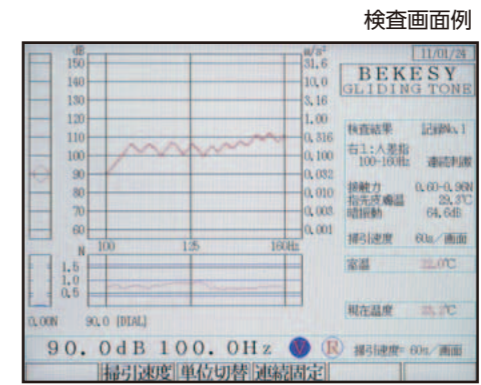 検査画面例
11/01/24
dB
m/s²
150 31.6
140 10.0
130 3.16
120 1.00
110 0.316
100 0.100
90 0.032
80 0.010
70 0.003
60 0.001
N 100 125 160Hz
1.5
1.0
0.5
0.00N 90.0 [DIAL]
BEKESY
GLIDING TONE
検査結果 記録No.1
右1:人差指
100-160Hz 連続刺激
接触力 0.60-0.96N
指先皮膚温 29.3℃
暗振動 64.6dB
掃引速度 60s/画面
室温 22.0℃
現在温度 ℃
90.0dB 100.0Hz V R 掃引速度= 60s/画面
掃引速度 単位切替 連続固定